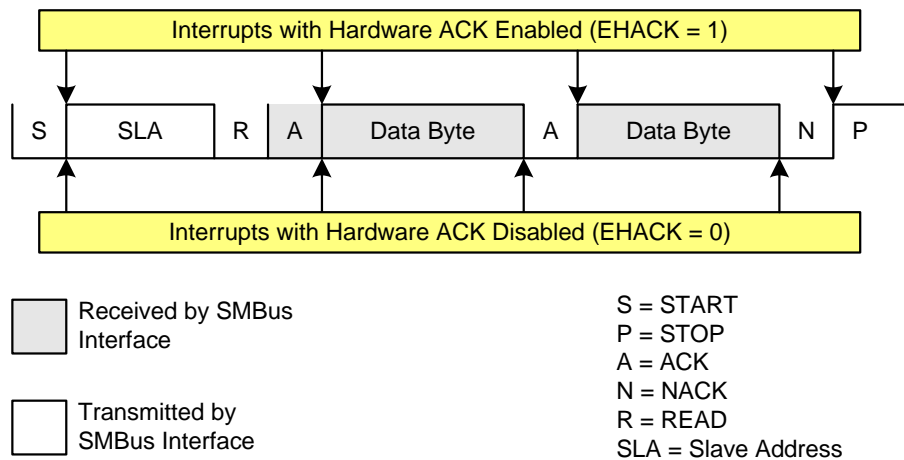 Interrupts with Hardware ACK Enabled (EHACK = 1)
S SLA R A Data Byte A Data Byte N P
Interrupts with Hardware ACK Disabled (EHACK = 0)
Received by SMBus
Interface
Transmitted by
SMBus Interface
S = START
P = STOP
A = ACK
N = NACK
R = READ
SLA = Slave Address